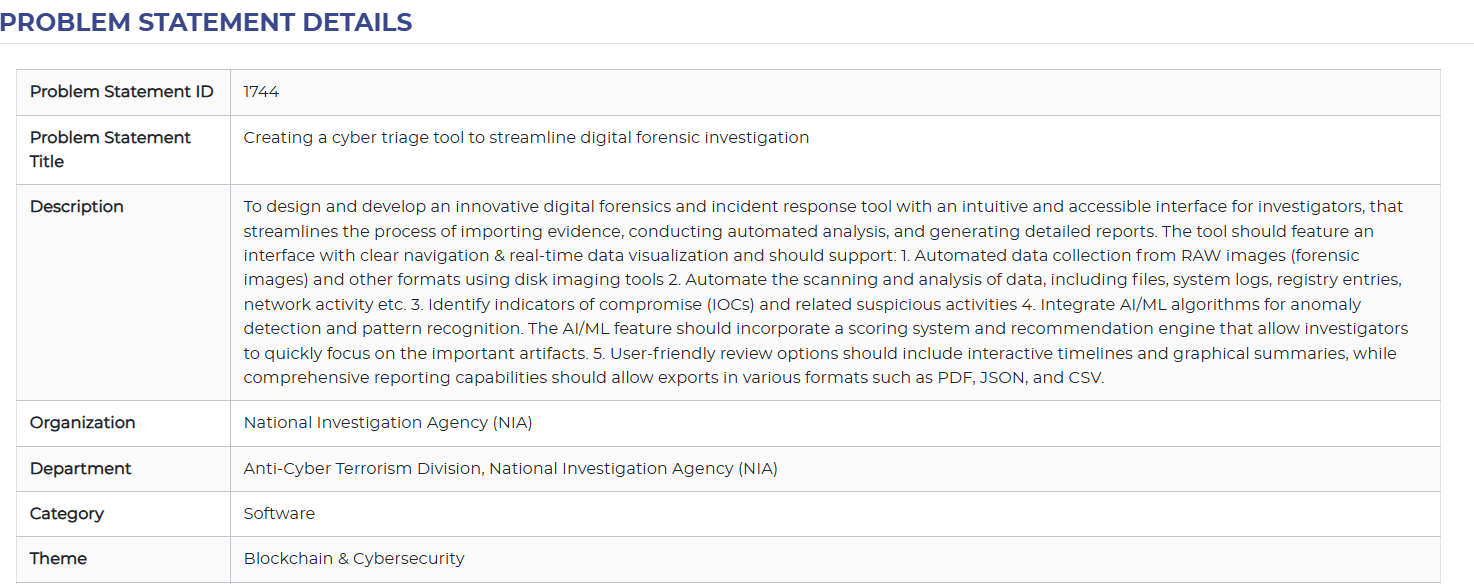 PROBLEM STATEMENT DETAILS
Problem Statement ID
1744
Problem Statement
Title
Creating a cyber triage tool to streamline digital forensic investigation
Description
To design and develop an innovative digital forensics and incident response tool with an intuitive and accessible interface for investigators, that
streamlines the process of importing evidence, conducting automated analysis, and generating detailed reports. The tool should feature an
interface with clear navigation & real-time data visualization and should support: 1. Automated data collection from RAW images (forensic
images) and other formats using disk imaging tools 2. Automate the scanning and analysis of data, including files, system logs, registry entries,
network activity etc. 3. Identify indicators of compromise (IOCs) and related suspicious activities 4. Integrate AI/ML algorithms for anomaly
detection and pattern recognition. The AI/ML feature should incorporate a scoring system and recommendation engine that allow investigators
to quickly focus on the important artifacts. 5. User-friendly review options should include interactive timelines and graphical summaries, while
comprehensive reporting capabilities should allow exports in various formats such as PDF, JSON, and CSV.
Organization
National Investigation Agency (NIA)
Department
Anti-Cyber Terrorism Division, National Investigation Agency (NIA)
Category
Software
Theme
Blockchain & Cybersecurity